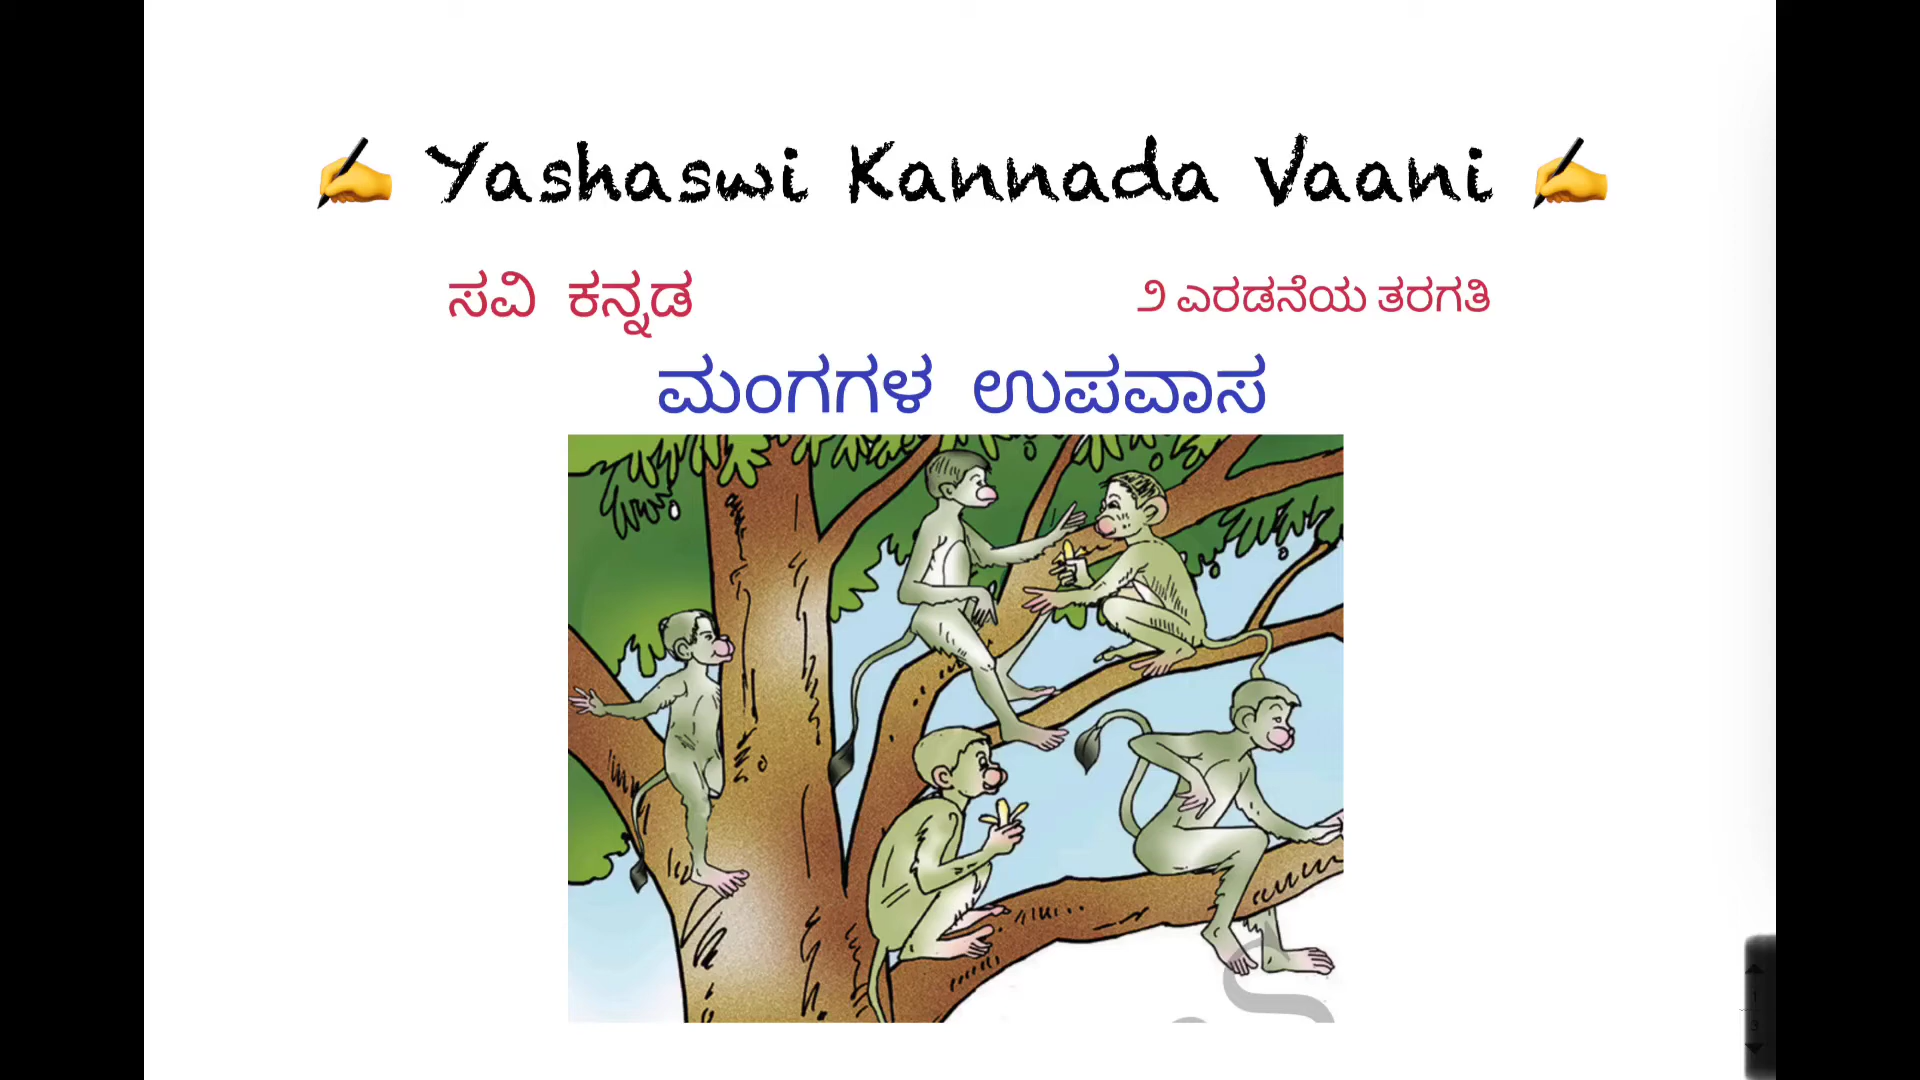 ✍ Yashaswi Kannada Vaani ✍
ಸವಿ ಕನ್ನಡ ೨ ಎರಡನೆಯ ತರಗತಿ
ಮಂಗಗಳ ಉಪವಾಸ